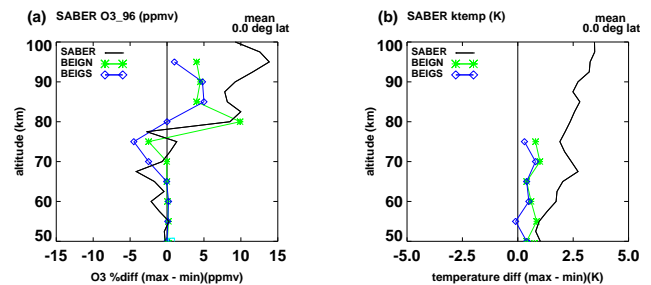 (a) SABER O3_96 (ppmv)
mean
0.0 deg lat
SABER
BEIGN
BEIGS
altitude (km)
100
90
80
70
60
50
-15 -10 -5 0 5 10 15
O3 %diff (max - min)(ppmv)
(b) SABER ktemp (K)
mean
0.0 deg lat
SABER
BEIGN
BEIGS
altitude (km)
100
90
80
70
60
50
-5.0 -2.5 0.0 2.5 5.0
temperature diff (max - min)(K)